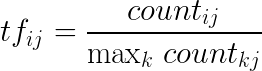 $tf_{ij} = \frac{count_{ij}}{\max_k \, count_{kj}}$